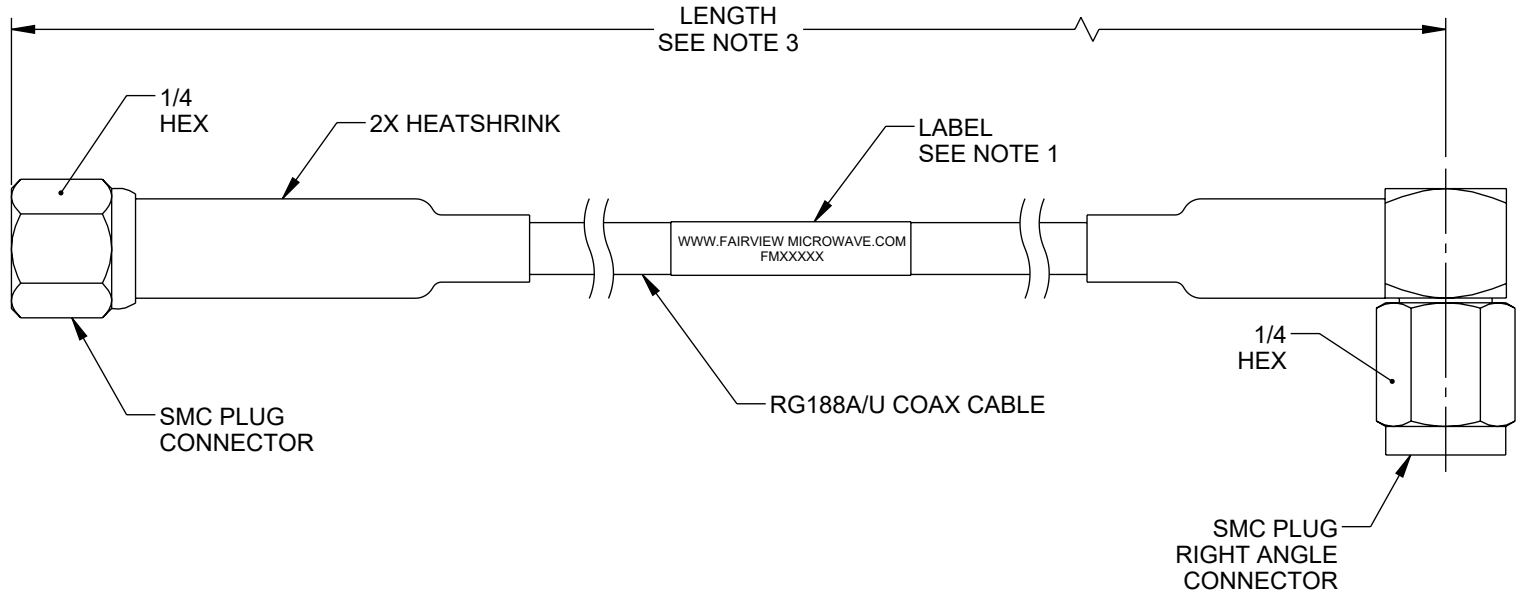 LENGTH
SEE NOTE 3
1/4
HEX
2X HEATSHRINK
LABEL
SEE NOTE 1
WWW.FAIRVIEW MICROWAVE.COM
FMXXXXX
1/4
HEX
RG188A/U COAX CABLE
SMC PLUG
CONNECTOR
SMC PLUG
RIGHT ANGLE
CONNECTOR